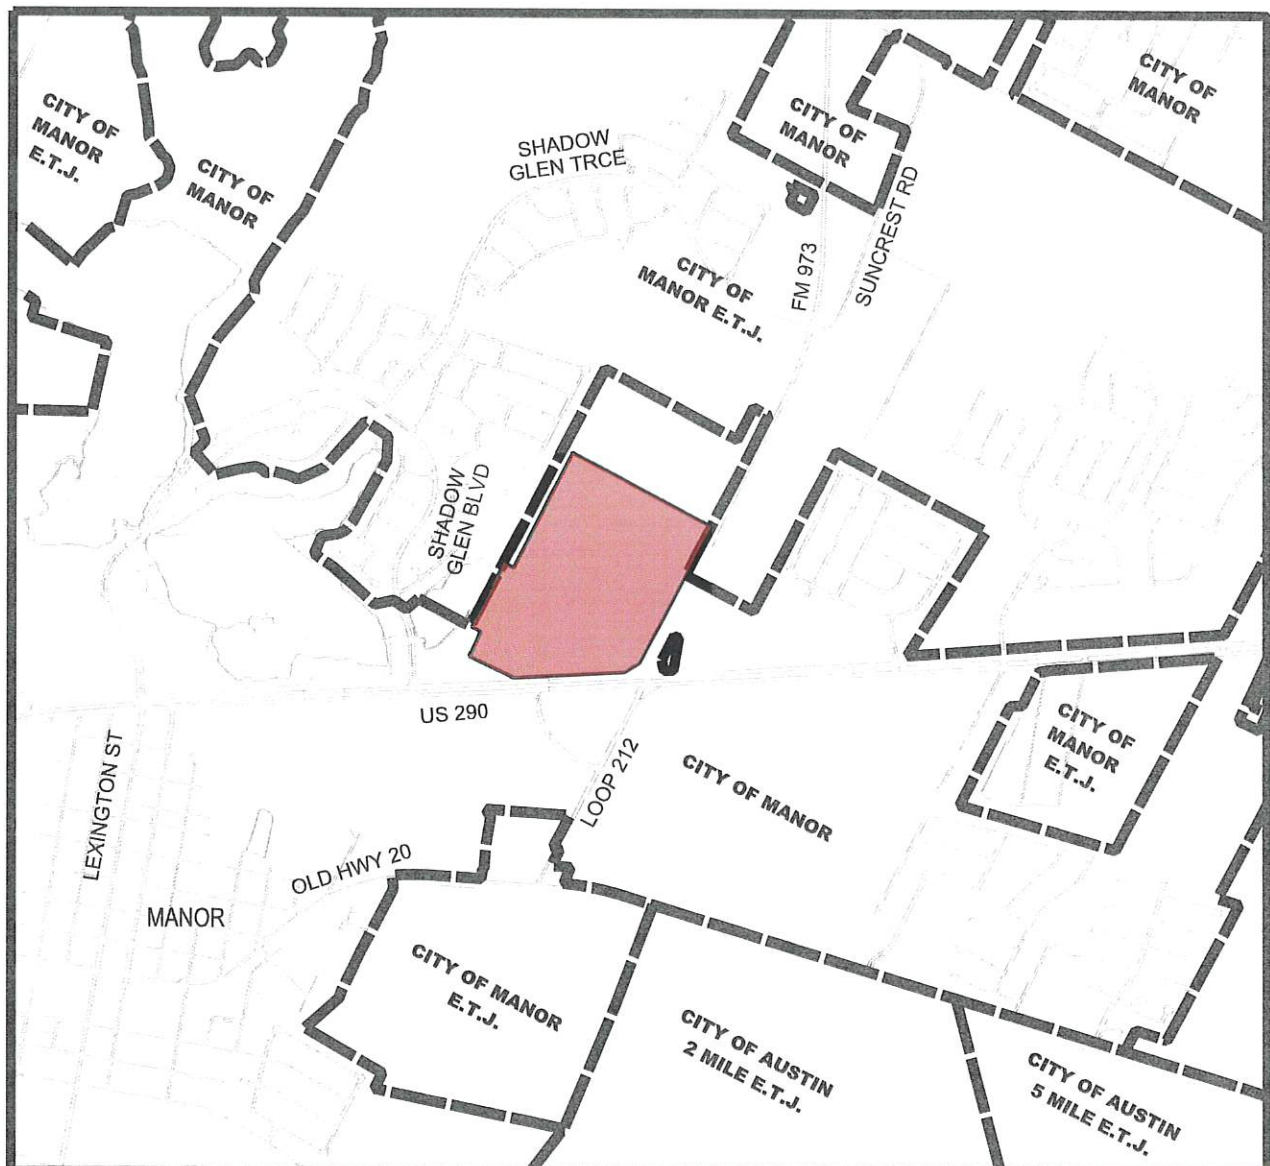 CITY OF
MANOR
E.T.J.
CITY OF
MANOR
SHADOW
GLEN TRCE
CITY OF
MANOR
CITY OF
MANOR
SUNCREST RD
FM 973
CITY OF
MANOR E.T.J.
SHADOW
GLEN BLVD
US 290
LOOP 212
CITY OF MANOR
CITY OF
MANOR
E.T.J.
LEXINGTON ST
OLD HWY 20
MANOR
CITY OF MANOR
E.T.J.
CITY OF AUSTIN
2 MILE E.T.J.
CITY OF AUSTIN
5 MILE E.T.J.